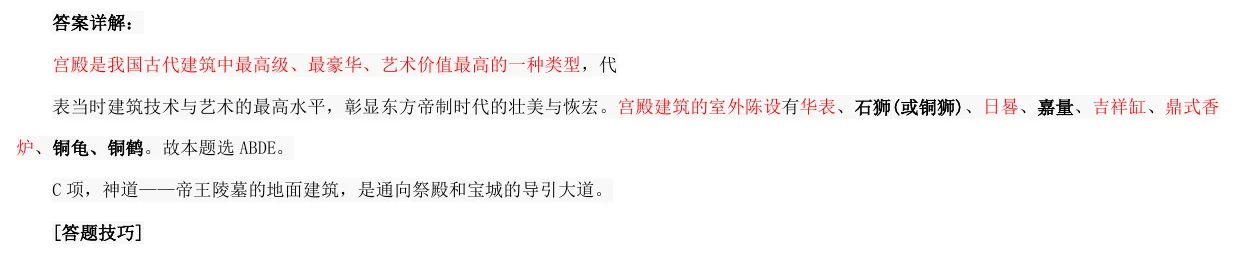 答案详解：
宫殿是我国古代建筑中最高级、最豪华、艺术价值最高的一种类型，代
表当时建筑技术与艺术的最高水平，彰显东方帝制时代的壮美与恢宏。宫殿建筑的室外陈设有华表、石狮(或铜狮)、日晷、嘉量、吉祥缸、鼎式香
炉、铜龟、铜鹤。故本题选 ABDE。
C 项，神道——帝王陵墓的地面建筑，是通向祭殿和宝城的导引大道。
[答题技巧]